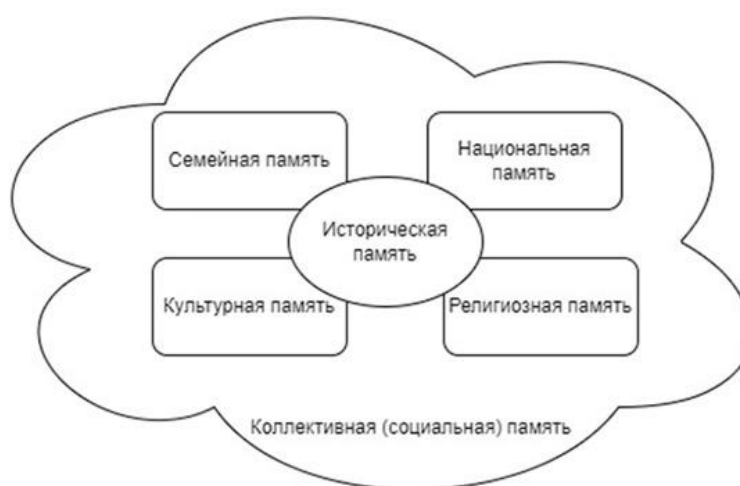 Семейная память
Национальная
память
Историческая
память
Культурная память
Религиозная память
Коллективная (социальная) память